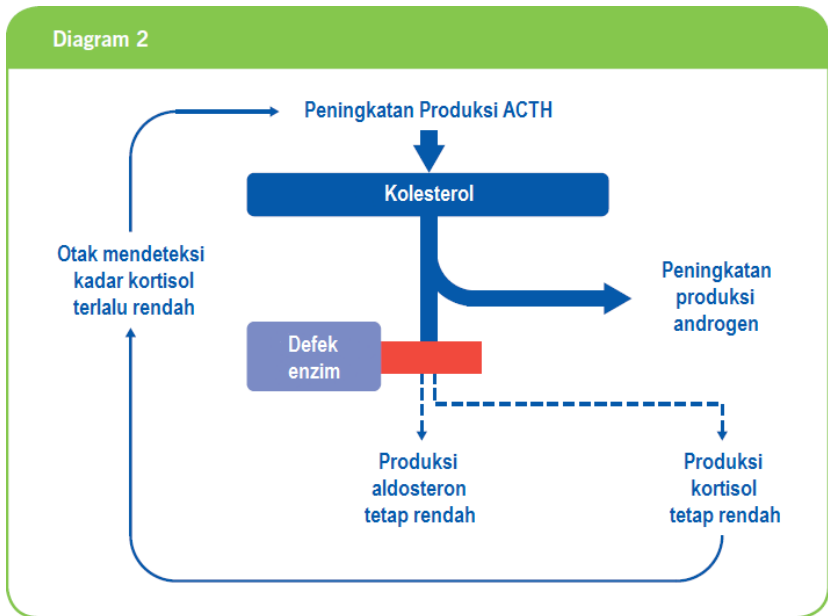 Diagram 2
Peningkatan Produksi ACTH
Kolesterol
Otak mendeteksi
kadar kortisol
terlalu rendah
Peningkatan
produksi
androgen
Defek
enzim
Produksi
aldosteron
tetap rendah
Produksi
kortisol
tetap rendah